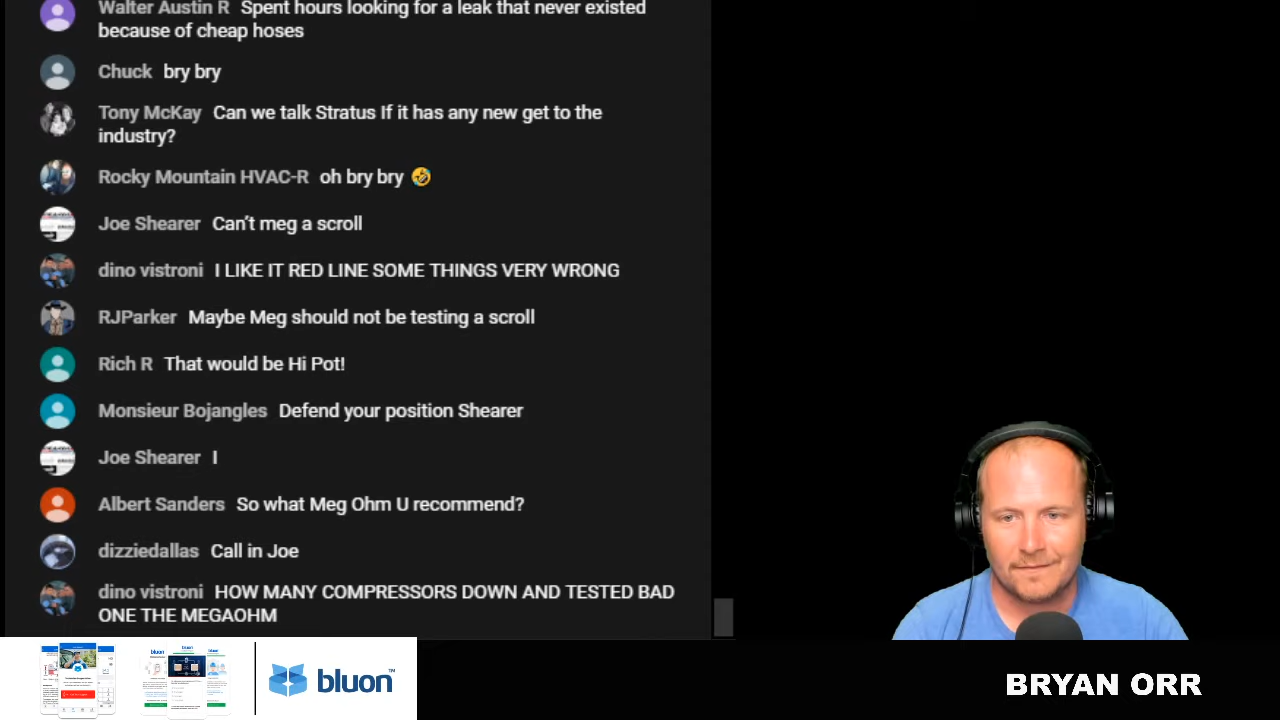 Walter Austin R Spent hours looking for a leak that never existed
because of cheap hoses
Chuck bry bry
Tony McKay Can we talk Stratus If it has any new get to the
industry?
Rocky Mountain HVAC-R oh bry bry 🤣
Joe Shearer Can't meg a scroll
dino vistroni I LIKE IT RED LINE SOME THINGS VERY WRONG
RJParker Maybe Meg should not be testing a scroll
Rich R That would be Hi Pot!
Monsieur Bojangles Defend your position Shearer
Joe Shearer I
Albert Sanders So what Meg Ohm U recommend?
dizziedallas Call in Joe
dino vistroni HOW MANY COMPRESSORS DOWN AND TESTED BAD
ONE THE MEGAOHM
bluon™
BRYAN ORR